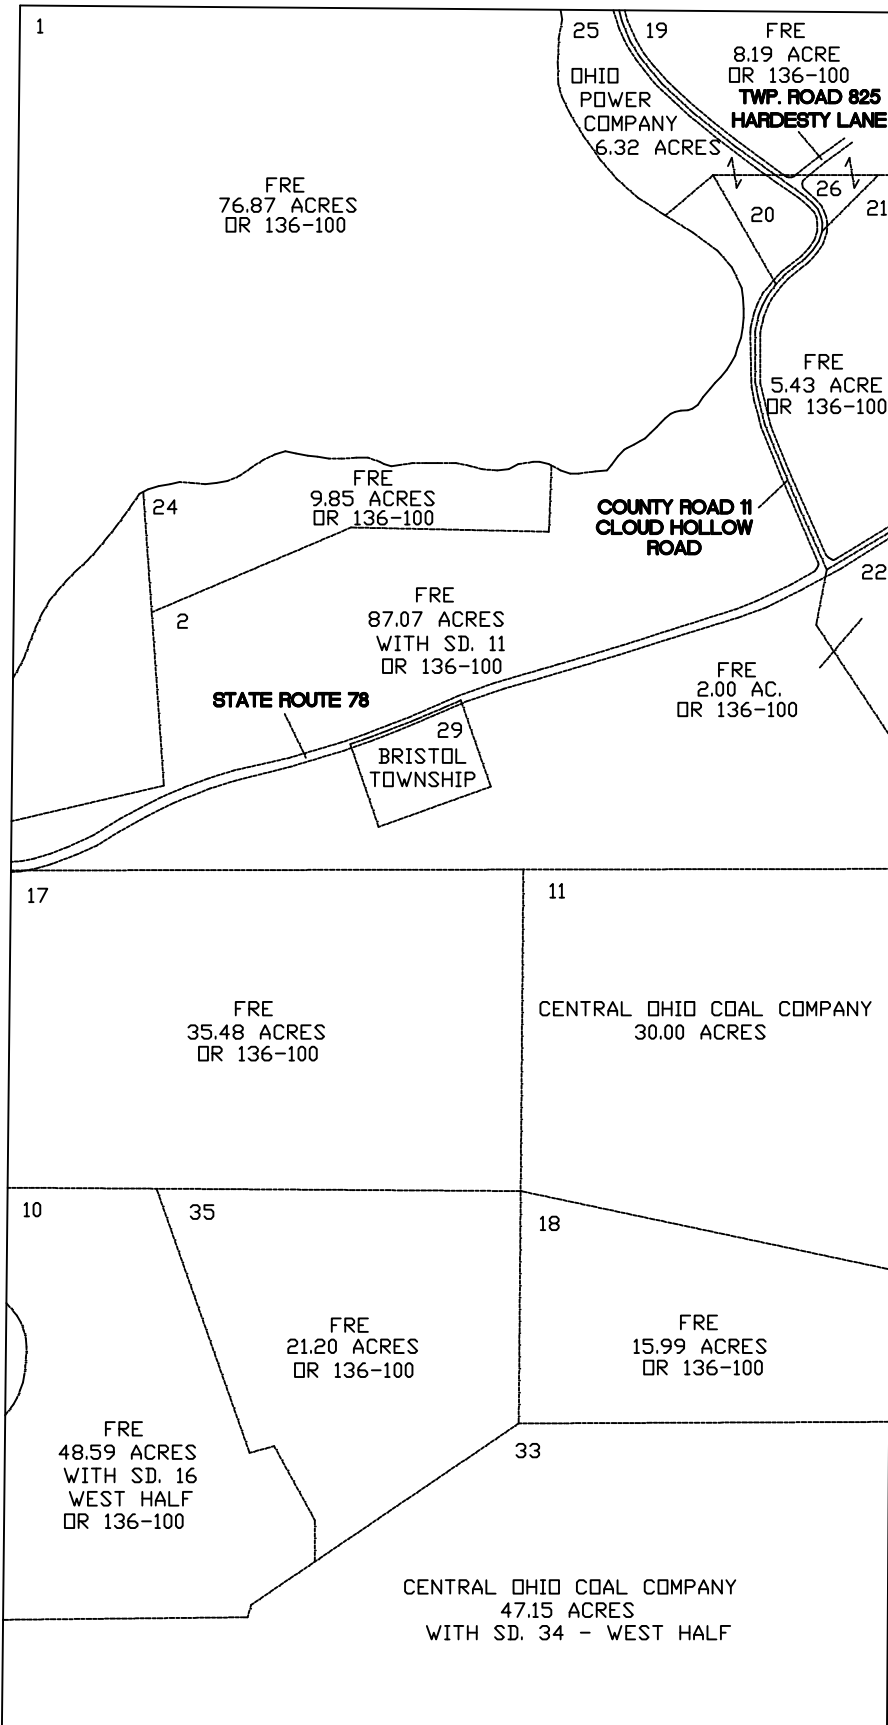 1
25
19
FRE
8.19 ACRE
OR 136-100
TWP. ROAD 825
HARDESTY LANE
OHIO
POWER
COMPANY
6.32 ACRES
FRE
76.87 ACRES
OR 136-100
20
26
21
FRE
5.43 ACRE
OR 136-100
FRE
9.85 ACRES
OR 136-100
24
COUNTY ROAD 11
CLOUD HOLLOW
ROAD
22
2
FRE
87.07 ACRES
WITH SD. 11
OR 136-100
FRE
2.00 AC.
OR 136-100
STATE ROUTE 78
29
BRISTOL
TOWNSHIP
17
11
FRE
35.48 ACRES
OR 136-100
CENTRAL OHIO COAL COMPANY
30.00 ACRES
10
35
18
FRE
21.20 ACRES
OR 136-100
FRE
15.99 ACRES
OR 136-100
FRE
48.59 ACRES
WITH SD. 16
WEST HALF
OR 136-100
33
CENTRAL OHIO COAL COMPANY
47.15 ACRES
WITH SD. 34 - WEST HALF